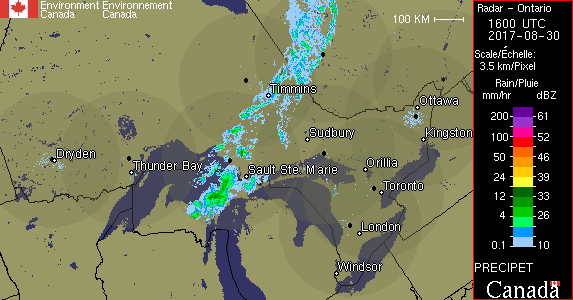 Environment Environnement
Canada Canada
100 KM
Timmins
Ottawa
Sudbury
Kingston
Dryden
Thunder Bay
Sault Ste. Marie
Orillia
Toronto
London
Windsor
Radar - Ontario
1600 UTC
2017-08-30
Scale/Échelle:
3.5 km/Pixel
Rain/Pluie
mm/hr dBZ
200 61
100 52
50 46
24 39
12 33
4 26
0.1 10
PRECIPET
Canada